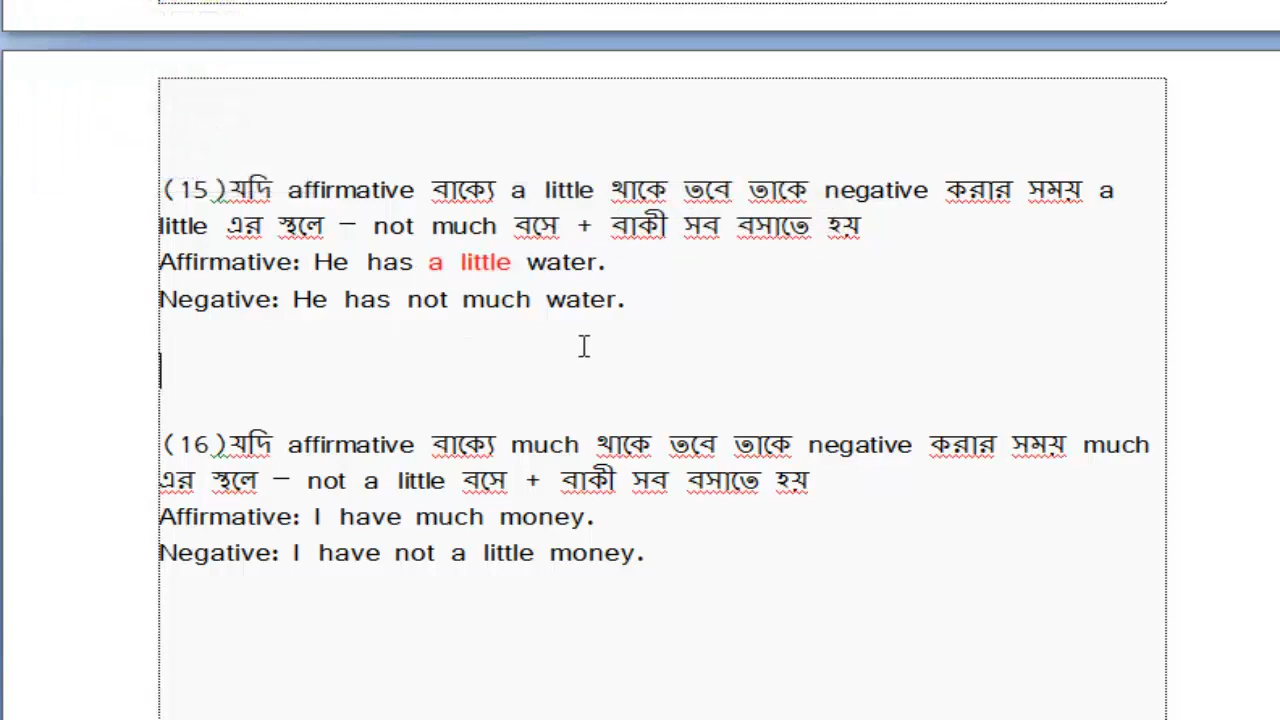 (15)যদি affirmative বাক্যে a little থাকে তবে তাকে negative করার সময় a
little এর স্থলে – not much বসে + বাকী সব বসাতে হয়
Affirmative: He has a little water.
Negative: He has not much water.
(16)যদি affirmative বাক্যে much থাকে তবে তাকে negative করার সময় much
এর স্থলে – not a little বসে + বাকী সব বসাতে হয়
Affirmative: I have much money.
Negative: I have not a little money.